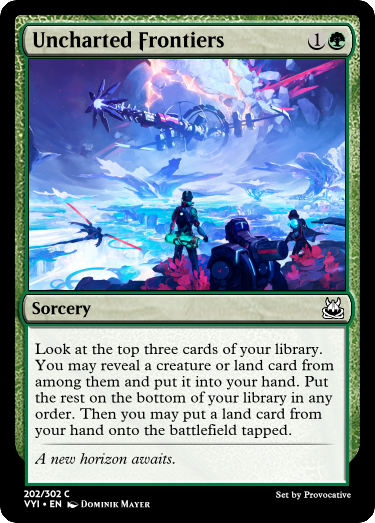 Uncharted Frontiers 1
Sorcery
Look at the top three cards of your library.
You may reveal a creature or land card from
among them and put it into your hand. Put
the rest on the bottom of your library in any
order. Then you may put a land card from
your hand onto the battlefield tapped.
A new horizon awaits.
202/302 C
VYI • EN Dominik Mayer
Set by Provocative